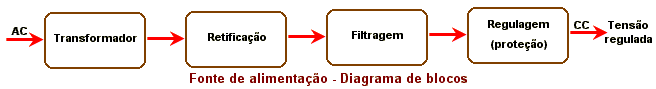 AC
Transformador
Retificação
Filtragem
Regulagem
(proteção)
CC
Tensão
regulada
Fonte de alimentação - Diagrama de blocos